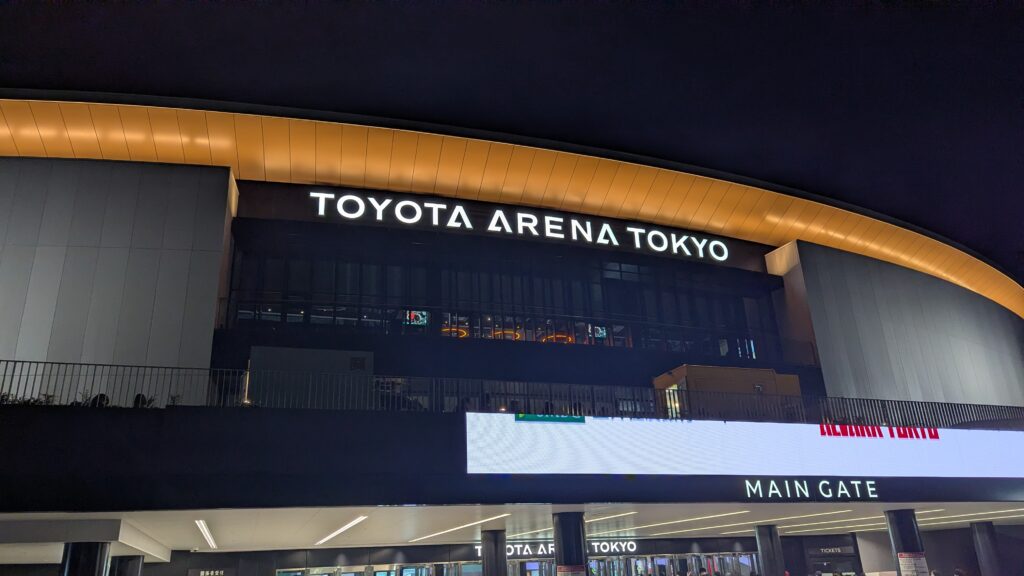 TOYOTA ARENA TOKYO
MAIN GATE
TOYOTA ARENA TOKYO
TICKETS